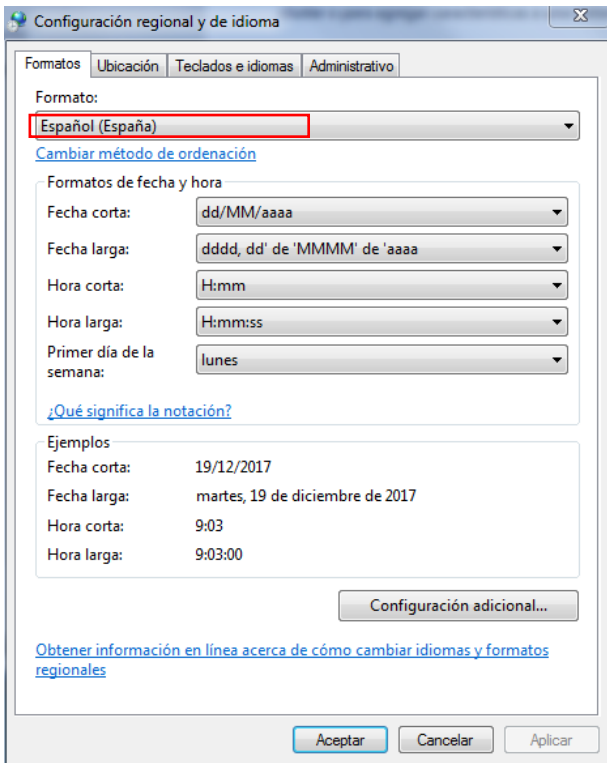 Configuración regional y de idioma
Formatos Ubicación Teclados e idiomas Administrativo
Formato:
Español (España)
Cambiar método de ordenación
Formatos de fecha y hora
Fecha corta: dd/MM/aaaa
Fecha larga: dddd, dd' de 'MMMM' de 'aaaa
Hora corta: H:mm
Hora larga: H:mm:ss
Primer día de la
semana: lunes
¿Qué significa la notación?
Ejemplos
Fecha corta: 19/12/2017
Fecha larga: martes, 19 de diciembre de 2017
Hora corta: 9:03
Hora larga: 9:03:00
Configuración adicional...
Obtener información en línea acerca de cómo cambiar idiomas y formatos
regionales
Aceptar Cancelar Aplicar